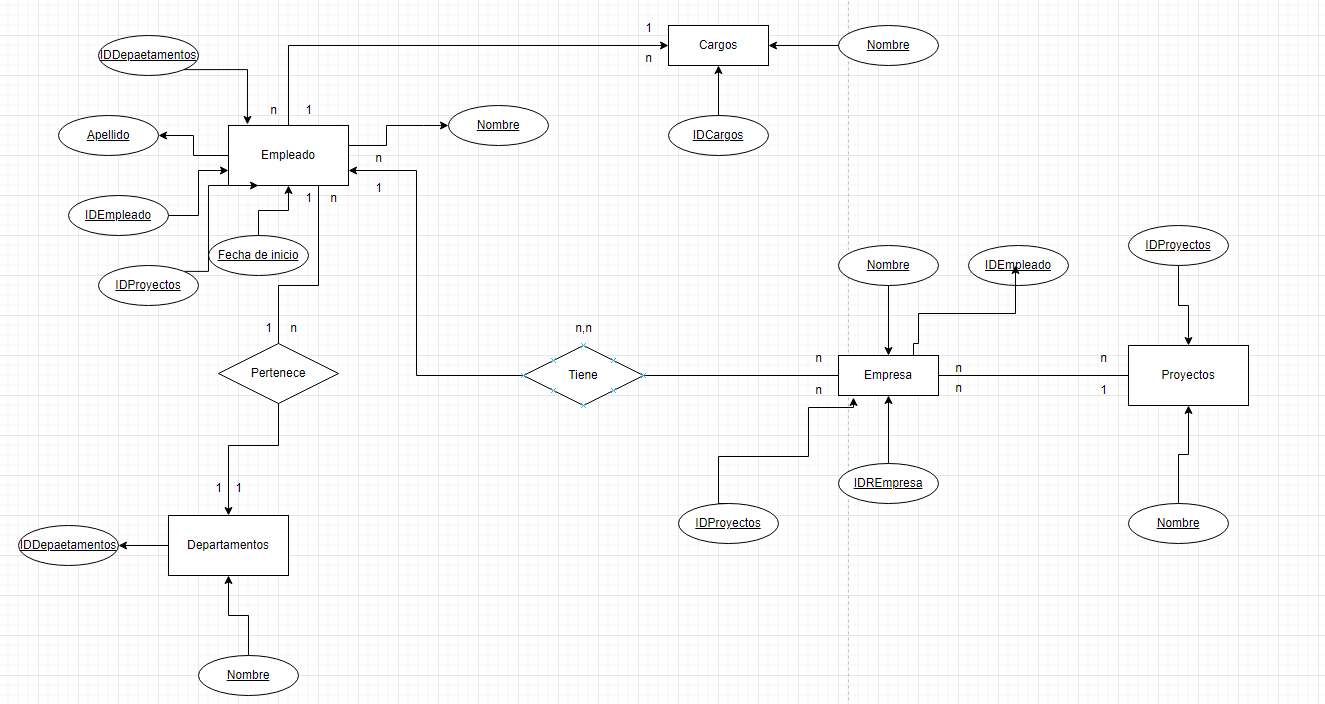 1
Cargos
Nombre
n
IDDepaetamentos
n
1
Nombre
Apellido
IDCargos
Empleado
n
1
1
n
IDEmpleado
Fecha de inicio
IDProyectos
IDProyectos
Nombre
IDEmpleado
1
n
n,n
n
n
n
Pertenece
Tiene
Empresa
Proyectos
n
n
1
1
1
IDREmpresa
IDProyectos
Nombre
IDDepaetamentos
Departamentos
Nombre